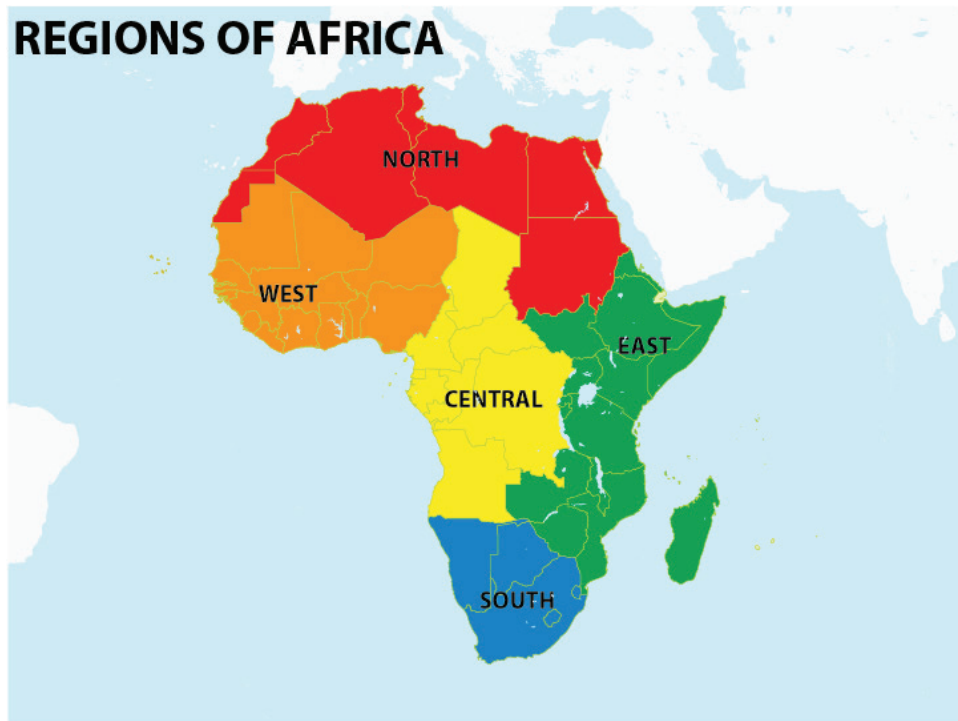 REGIONS OF AFRICA
NORTH
WEST
EAST
CENTRAL
SOUTH